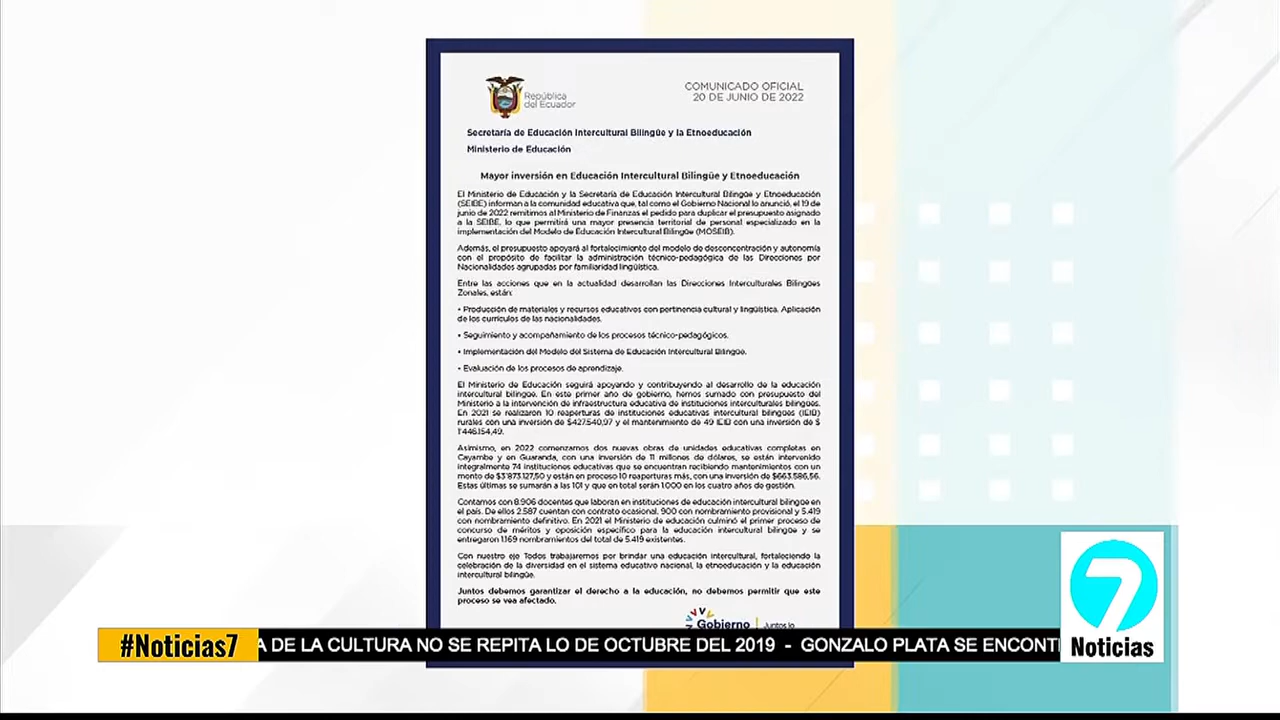 República
del Ecuador
COMUNICADO OFICIAL
20 DE JUNIO DE 2022
Secretaría de Educación Intercultural Bilingüe y la Etnoeducación
Ministerio de Educación
Mayor inversión en Educación Intercultural Bilingüe y Etnoeducación
El Ministerio de Educación y la Secretaría de Educación Intercultural Bilingüe y Etnoeducación
(SEIBE) informan a la comunidad educativa que, tal como el Gobierno Nacional lo anunció, el 19 de
junio de 2022 remitimos al Ministerio de Finanzas el pedido para duplicar el presupuesto asignado
a la SEIBE, lo que permitirá una mayor presencia territorial de personal especializado en la
implementación del Modelo de Educación Intercultural Bilingüe (MOSEIB).
Además, el presupuesto apoyará al fortalecimiento del modelo de desconcentración y autonomía
con el propósito de facilitar la administración técnico-pedagógica de las Direcciones por
Nacionalidades agrupadas por familiaridad lingüística.
Entre las acciones que en la actualidad desarrollan las Direcciones Interculturales Bilingües
Zonales, están:
• Producción de materiales y recursos educativos con pertinencia cultural y lingüística. Aplicación
de los currículos de las nacionalidades.
• Seguimiento y acompañamiento de los procesos técnico-pedagógicos.
• Implementación del Modelo del Sistema de Educación Intercultural Bilingüe.
• Evaluación de los procesos de aprendizaje.
El Ministerio de Educación seguirá apoyando y contribuyendo al desarrollo de la educación
intercultural bilingüe. En este primer año de gobierno, hemos sumado con presupuesto del
Ministerio a la intervención de infraestructura educativa de instituciones interculturales bilingües.
En 2021 se realizaron 10 reaperturas de instituciones educativas intercultural bilingües (IEIB)
rurales con una inversión de $427.540,97 y el mantenimiento de 49 IEIB con una inversión de $
1'446.154,49.
Asimismo, en 2022 comenzamos dos nuevas obras de unidades educativas completas en
Cayambe y en Guaranda, con una inversión de 11 millones de dólares, se están intervenido
integralmente 74 instituciones educativas que se encuentran recibiendo mantenimientos con un
monto de $3'873.127,50 y están en proceso 10 reaperturas más, con una inversión de $663.586,56.
Estas últimas se sumarán a las 101 y que en total serán 1.000 en los cuatro años de gestión.
Contamos con 8.906 docentes que laboran en instituciones de educación intercultural bilingüe en
el país. De ellos 2.587 cuentan con contrato ocasional, 900 con nombramiento provisional y 5.419
con nombramiento definitivo. En 2021 el Ministerio de educación culminó el primer proceso de
concurso de méritos y oposición específico para la educación intercultural bilingüe y se
entregaron 1.169 nombramientos del total de 5.419 existentes.
Con nuestro eje Todos trabajaremos por brindar una educación intercultural, fortaleciendo la
celebración de la diversidad en el sistema educativo nacional, la etnoeducación y la educación
intercultural bilingüe.
Juntos debemos garantizar el derecho a la educación, no debemos permitir que este
proceso se vea afectado.
Gobierno Juntos lo
#Noticias7 A DE LA CULTURA NO SE REPITA LO DE OCTUBRE DEL 2019 - GONZALO PLATA SE ENCONT
7
Noticias